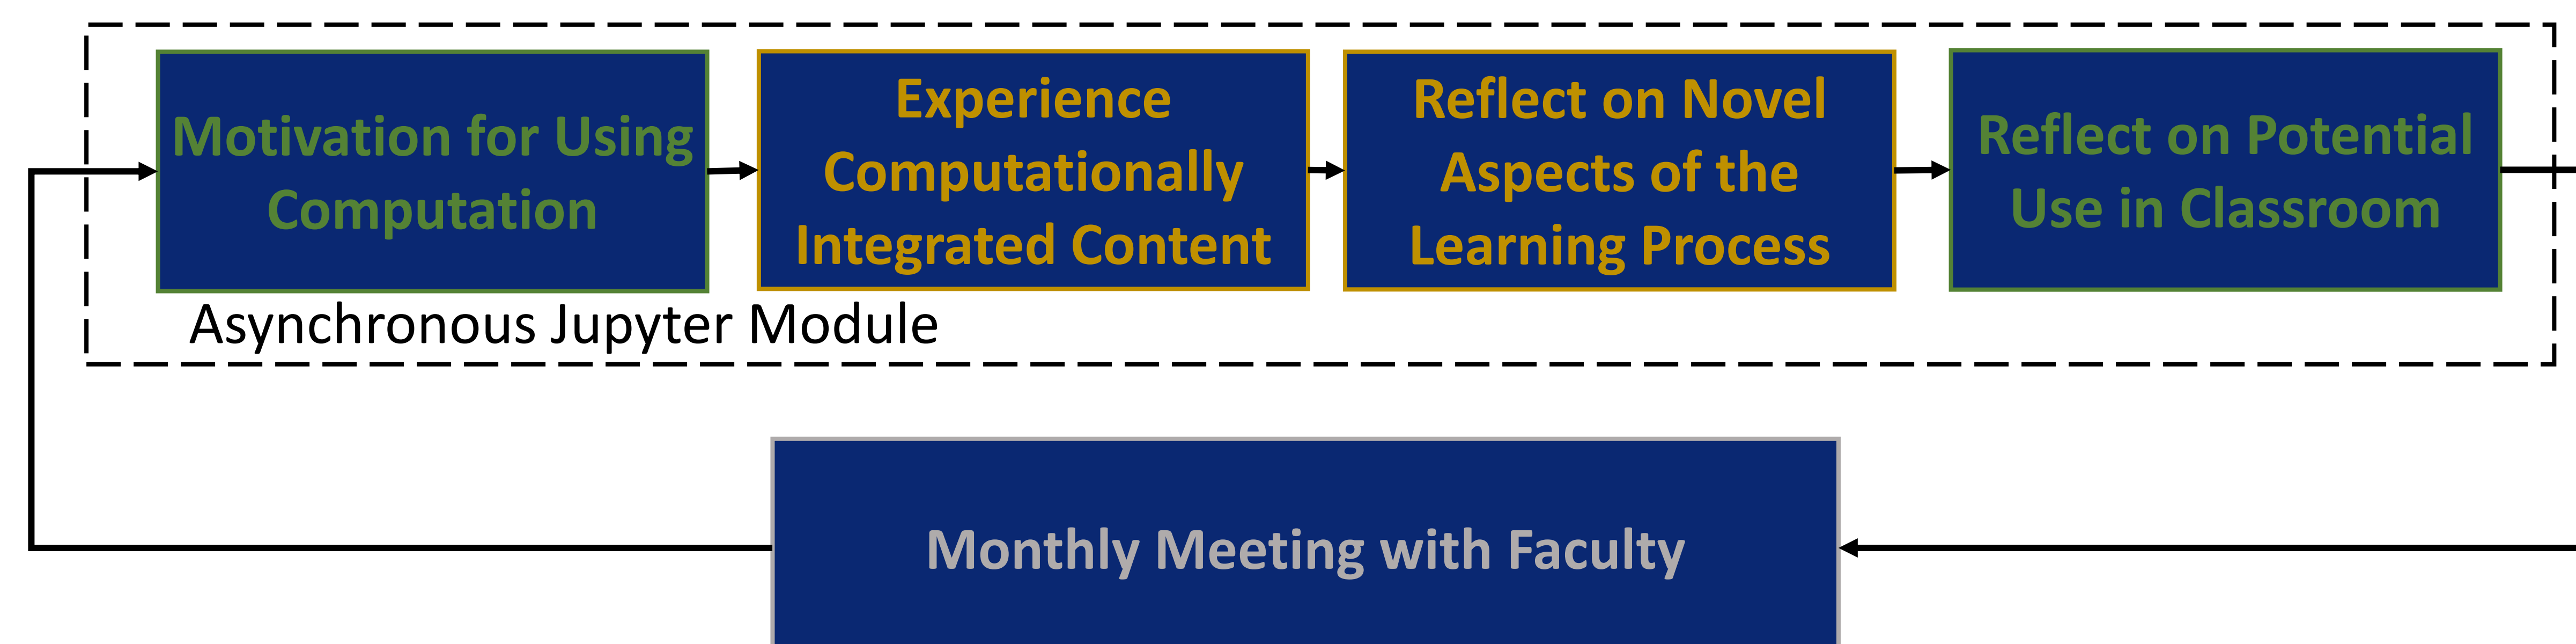 Motivation for Using
Computation
Experience
Computationally
Integrated Content
Reflect on Novel
Aspects of the
Learning Process
Reflect on Potential
Use in Classroom
Asynchronous Jupyter Module
Monthly Meeting with Faculty